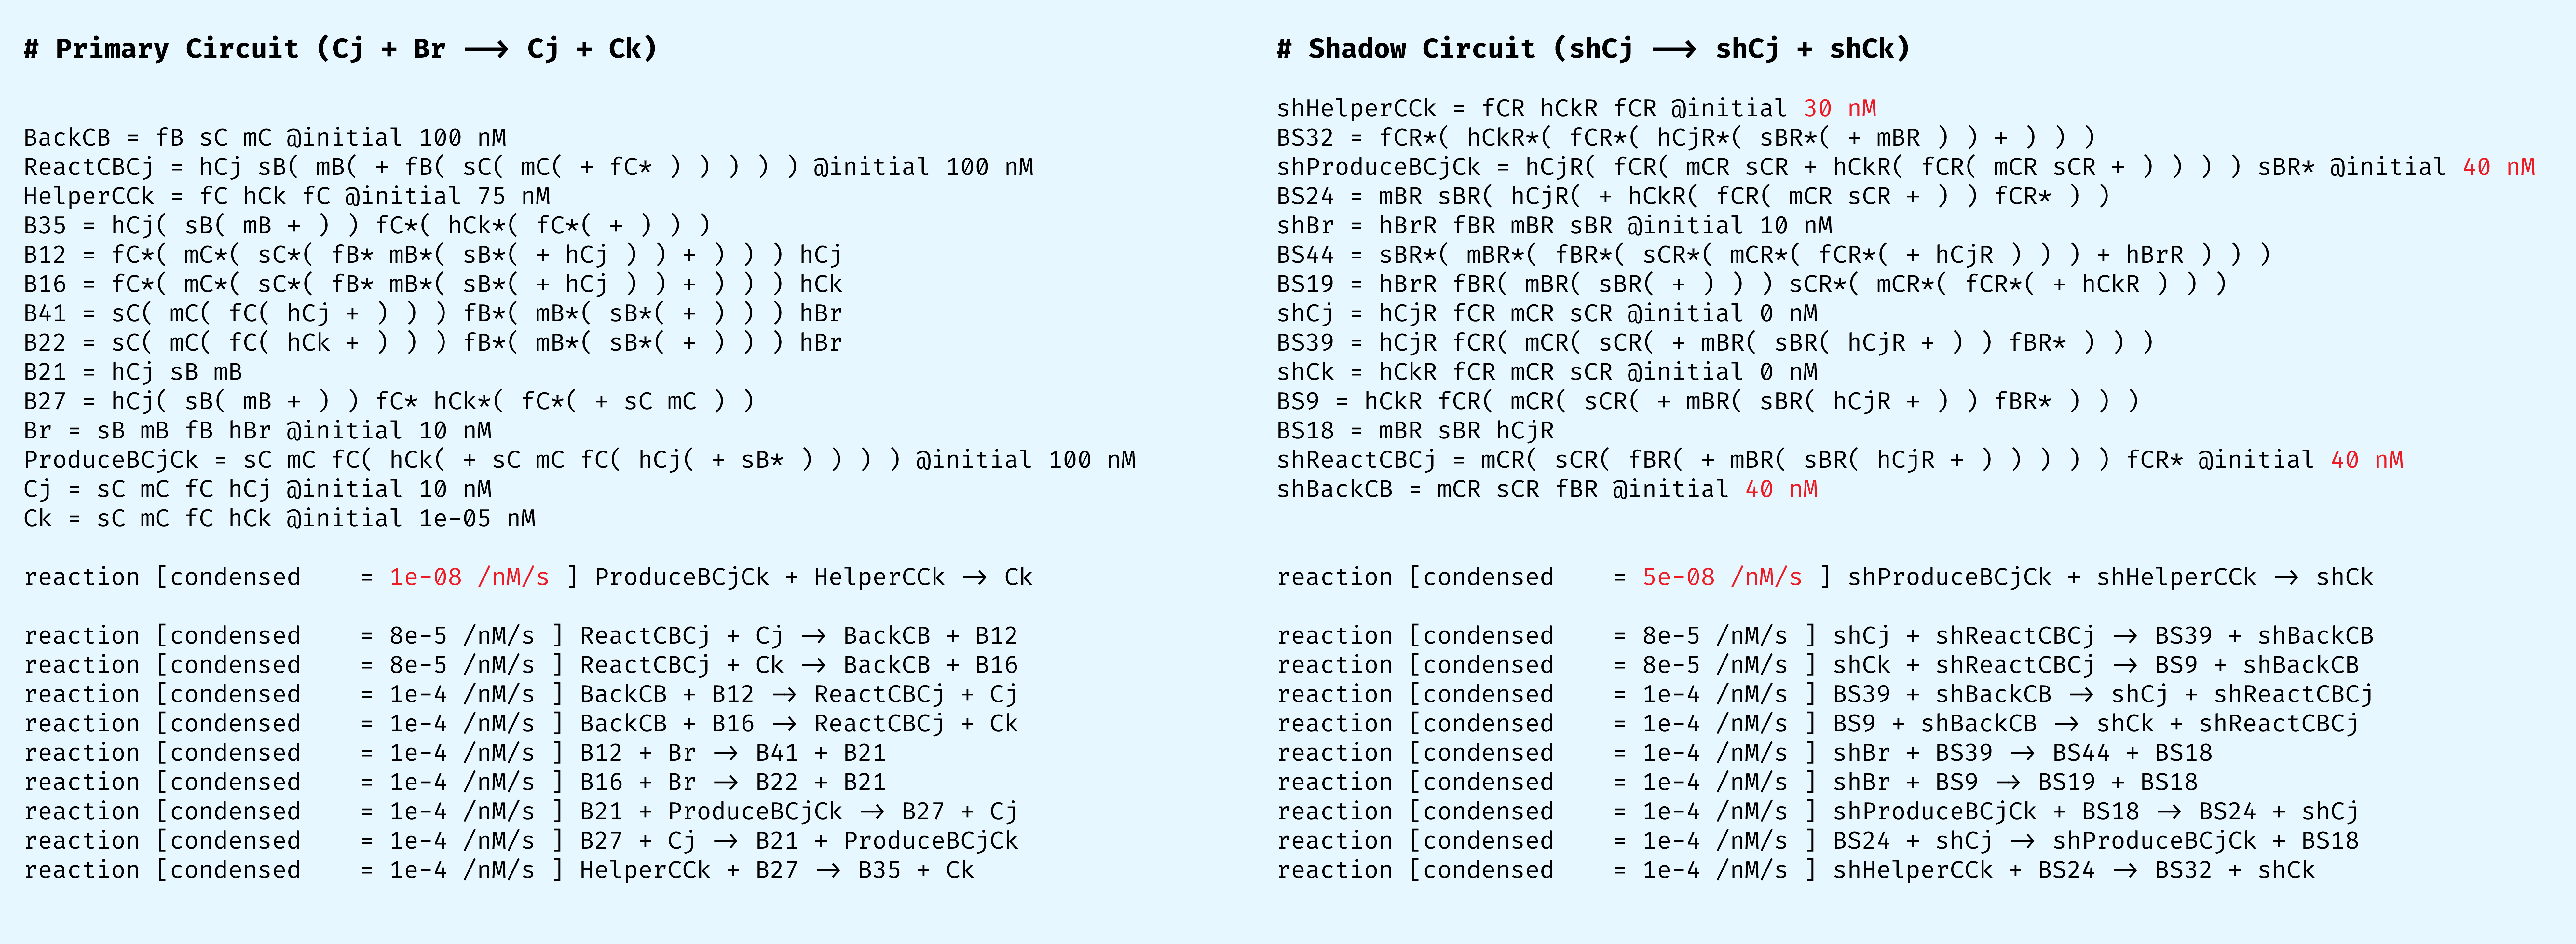 # Primary Circuit (Cj + Br ⟶ Cj + Ck)
BackCB = fB sC mC @initial 100 nM
ReactCBCj = hCj sB( mB( + fB( sC( mC( + fC* ) ) ) ) ) @initial 100 nM
HelperCCk = fC hCk fC @initial 75 nM
B35 = hCj( sB( mB + ) ) fC*( hCk*( fC*( + ) ) )
B12 = fC*( mC*( sC*( fB* mB*( sB*( + hCj ) ) + ) ) ) hCj
B16 = fC*( mC*( sC*( fB* mB*( sB*( + hCj ) ) + ) ) ) hCk
B41 = sC( mC( fC( hCj + ) ) ) fB*( mB*( sB*( + ) ) ) hBr
B22 = sC( mC( fC( hCk + ) ) ) fB*( mB*( sB*( + ) ) ) hBr
B21 = hCj sB mB
B27 = hCj( sB( mB + ) ) fC* hCk*( fC*( + sC mC ) )
Br = sB mB fB hBr @initial 10 nM
ProduceBCjCk = sC mC fC( hCk( + sC mC fC( hCj( + sB* ) ) ) ) @initial 100 nM
Cj = sC mC fC hCj @initial 10 nM
Ck = sC mC fC hCk @initial 1e-05 nM
reaction [condensed    = 1e-08 /nM/s ] ProduceBCjCk + HelperCCk -> Ck
reaction [condensed    = 8e-5 /nM/s ] ReactCBCj + Cj -> BackCB + B12
reaction [condensed    = 8e-5 /nM/s ] ReactCBCj + Ck -> BackCB + B16
reaction [condensed    = 1e-4 /nM/s ] BackCB + B12 -> ReactCBCj + Cj
reaction [condensed    = 1e-4 /nM/s ] BackCB + B16 -> ReactCBCj + Ck
reaction [condensed    = 1e-4 /nM/s ] B12 + Br -> B41 + B21
reaction [condensed    = 1e-4 /nM/s ] B16 + Br -> B22 + B21
reaction [condensed    = 1e-4 /nM/s ] B21 + ProduceBCjCk -> B27 + Cj
reaction [condensed    = 1e-4 /nM/s ] B27 + Cj -> B21 + ProduceBCjCk
reaction [condensed    = 1e-4 /nM/s ] HelperCCk + B27 -> B35 + Ck
# Shadow Circuit (shCj ⟶ shCj + shCk)
shHelperCCk = fCR hCkR fCR @initial 30 nM
BS32 = fCR*( hCkR*( fCR*( hCjR*( sBR*( + mBR ) ) + ) ) )
shProduceBCjCk = hCjR( fCR( mCR sCR + hCkR( fCR( mCR sCR + ) ) ) ) sBR* @initial 40 nM
BS24 = mBR sBR( hCjR( + hCkR( fCR( mCR sCR + ) ) fCR* ) )
shBr = hBrR fBR mBR sBR @initial 10 nM
BS44 = sBR*( mBR*( fBR*( sCR*( mCR*( fCR*( + hCjR ) ) ) + hBrR ) ) )
BS19 = hBrR fBR( mBR( sBR( + ) ) ) sCR*( mCR*( fCR*( + hCkR ) ) )
shCj = hCjR fCR mCR sCR @initial 0 nM
BS39 = hCjR fCR( mCR( sCR( + mBR( sBR( hCjR + ) ) fBR* ) ) )
shCk = hCkR fCR mCR sCR @initial 0 nM
BS9 = hCkR fCR( mCR( sCR( + mBR( sBR( hCjR + ) ) fBR* ) ) )
BS18 = mBR sBR hCjR
shReactCBCj = mCR( sCR( fBR( + mBR( sBR( hCjR + ) ) ) ) ) fCR* @initial 40 nM
shBackCB = mCR sCR fBR @initial 40 nM
reaction [condensed    = 5e-08 /nM/s ] shProduceBCjCk + shHelperCCk -> shCk
reaction [condensed    = 8e-5 /nM/s ] shCj + shReactCBCj -> BS39 + shBackCB
reaction [condensed    = 8e-5 /nM/s ] shCk + shReactCBCj -> BS9 + shBackCB
reaction [condensed    = 1e-4 /nM/s ] BS39 + shBackCB -> shCj + shReactCBCj
reaction [condensed    = 1e-4 /nM/s ] BS9 + shBackCB -> shCk + shReactCBCj
reaction [condensed    = 1e-4 /nM/s ] shBr + BS39 -> BS44 + BS18
reaction [condensed    = 1e-4 /nM/s ] shBr + BS9 -> BS19 + BS18
reaction [condensed    = 1e-4 /nM/s ] shProduceBCjCk + BS18 -> BS24 + shCj
reaction [condensed    = 1e-4 /nM/s ] BS24 + shCj -> shProduceBCjCk + BS18
reaction [condensed    = 1e-4 /nM/s ] shHelperCCk + BS24 -> BS32 + shCk